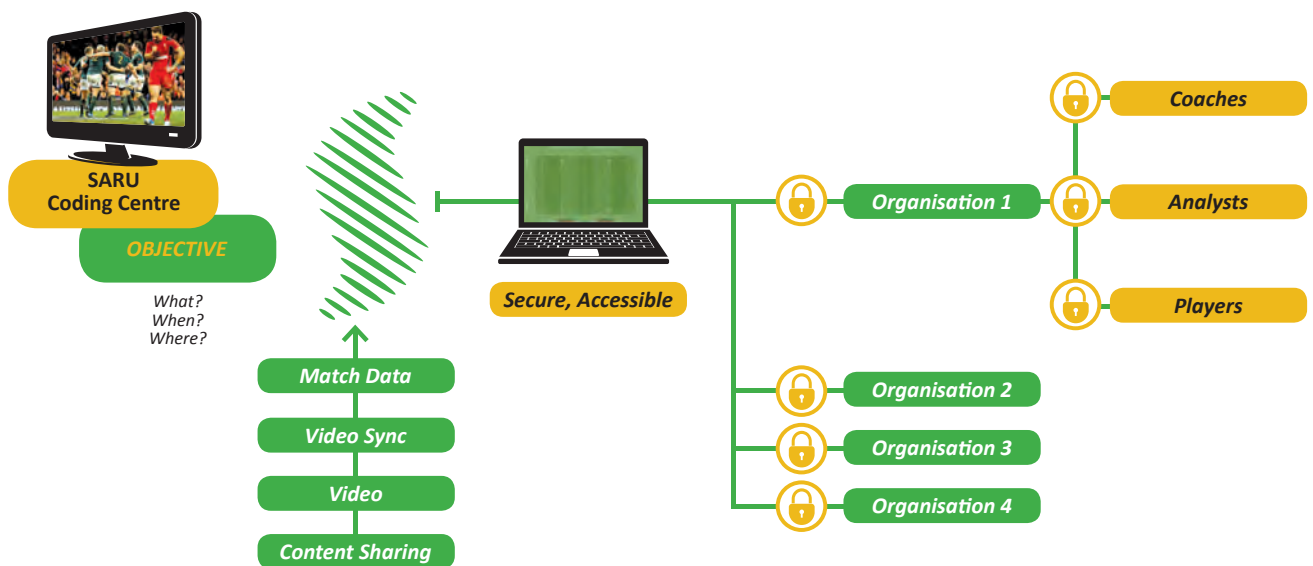 SARU
Coding Centre
OBJECTIVE
What?
When?
Where?
Match Data
Video Sync
Video
Content Sharing
Secure, Accessible
Organisation 1
Organisation 2
Organisation 3
Organisation 4
Coaches
Analysts
Players